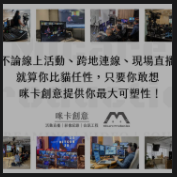 不論線上活動、跨地連線、現場直播
就算你比貓任性，只要你敢想
咪卡創意提供你最大可塑性！
咪卡創意